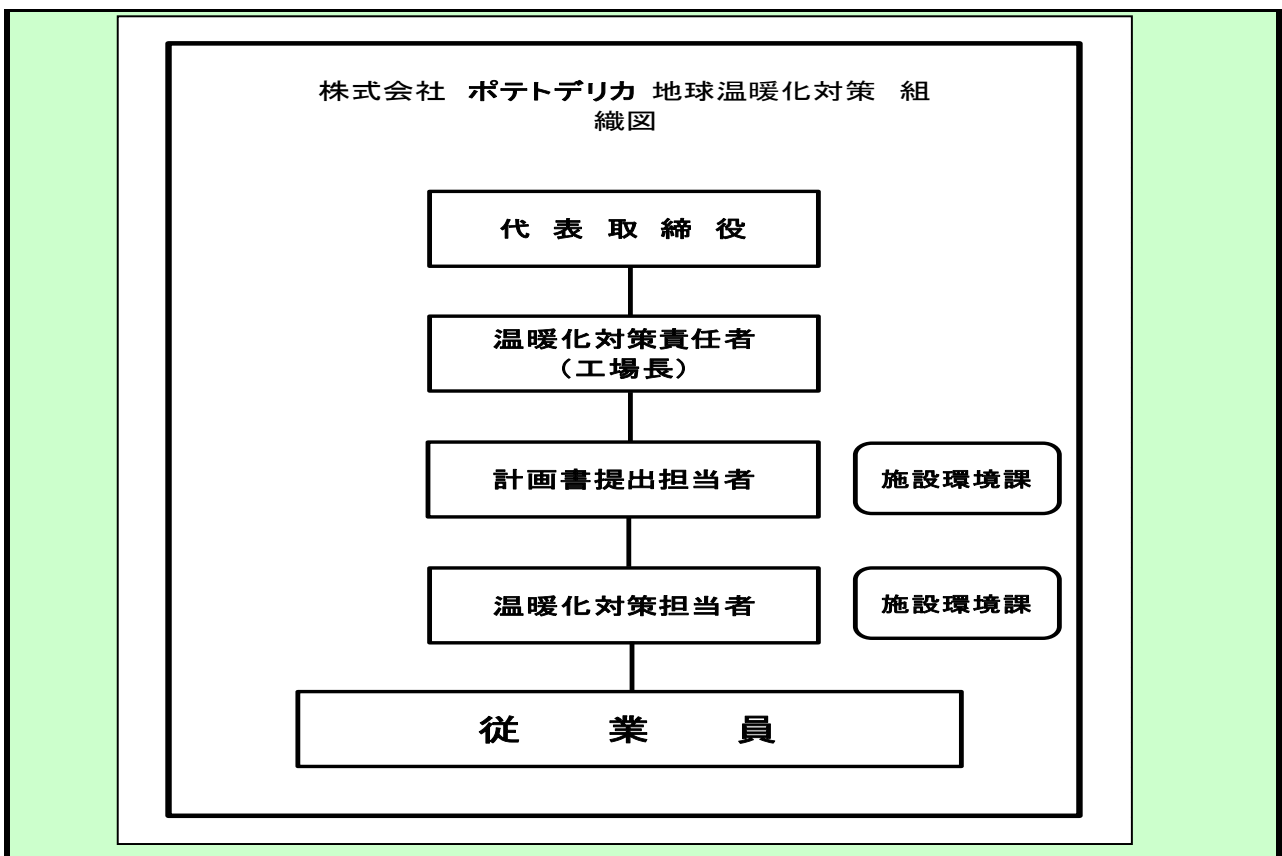 株式会社 ポテトデリカ 地球温暖化対策 組
織図
代 表 取 締 役
温暖化対策責任者
（工場長）
計画書提出担当者
施設環境課
温暖化対策担当者
施設環境課
従 業 員